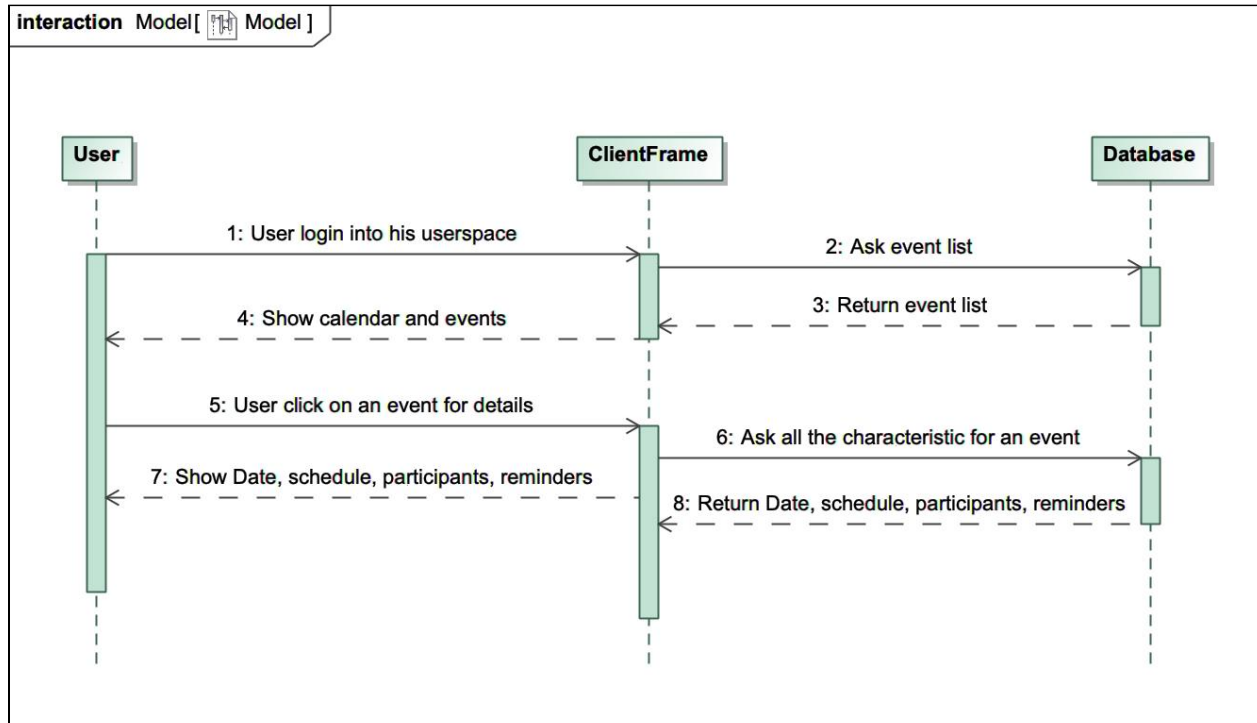 interaction Model[ Model ]
User
ClientFrame
Database
1: User login into his userspace
2: Ask event list
3: Return event list
4: Show calendar and events
5: User click on an event for details
6: Ask all the characteristic for an event
7: Show Date, schedule, participants, reminders
8: Return Date, schedule, participants, reminders